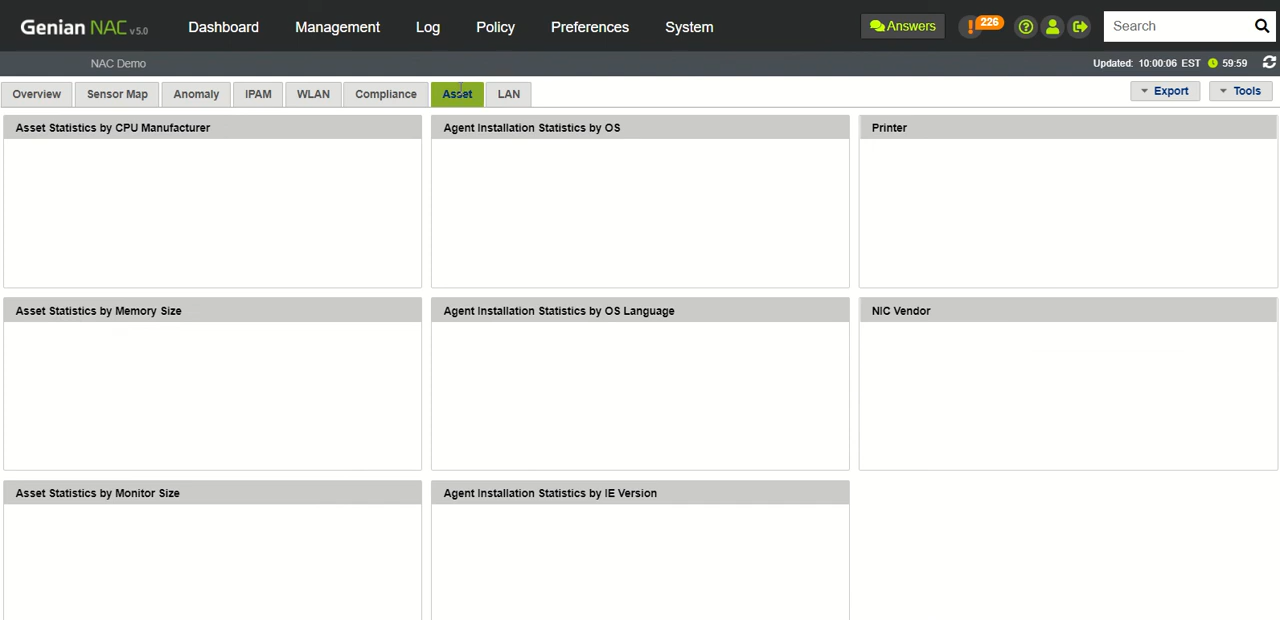 Genian NAC v5.0
Dashboard Management Log Policy Preferences System
Answers
226
Search
NAC Demo
Updated: 10:00:06 EST 59:59
Overview Sensor Map Anomaly IPAM WLAN Compliance Asset LAN
Export Tools
Asset Statistics by CPU Manufacturer
Agent Installation Statistics by OS
Printer
Asset Statistics by Memory Size
Agent Installation Statistics by OS Language
NIC Vendor
Asset Statistics by Monitor Size
Agent Installation Statistics by IE Version